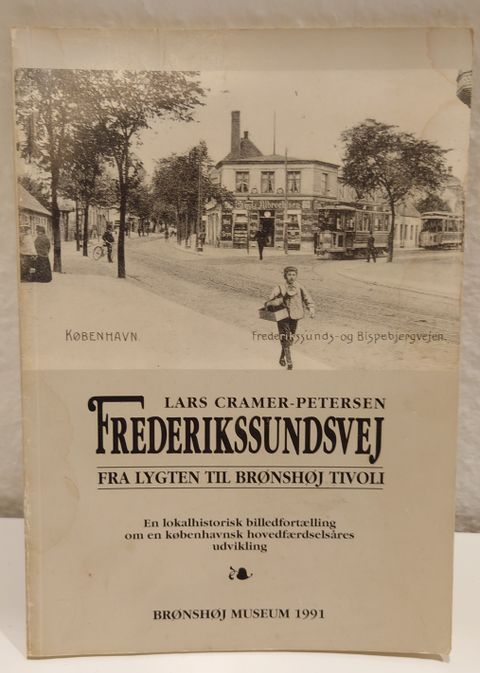 KØBENHAVN.
Frederikssunds- og Bispebjergvejen.
LARS CRAMER-PETERSEN
FREDERIKSSUNDSVEJ
FRA LYGTEN TIL BRØNSHØJ TIVOLI
En lokalhistorisk billedfortælling
om en københavnsk hovedfærdselsåres
udvikling
BRØNSHØJ MUSEUM 1991